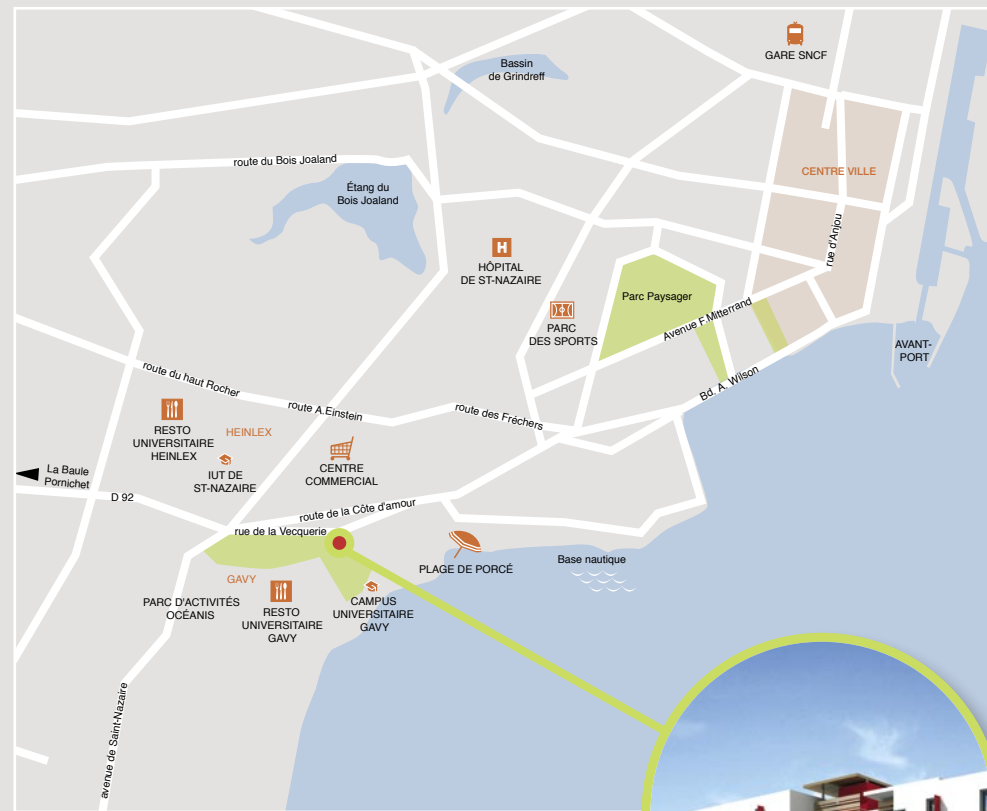 GARE SNCF
Bassin
de Grindreff
route du Bois Joaland
CENTRE VILLE
Étang du
Bois Joaland
rue d'Anjou
HÔPITAL
DE ST-NAZAIRE
Parc Paysager
Avenue F.Mitterrand
PARC
DES SPORTS
AVANT-
PORT
route du haut Rocher
Bd. A. Wilson
route A.Einstein
route des Fréchers
RESTO
UNIVERSITAIRE
HEINLEX
HEINLEX
IUT DE
ST-NAZAIRE
CENTRE
COMMERCIAL
La Baule
Pornichet
D 92
route de la Côte d'amour
rue de la Vecquerie
PLAGE DE PORCÉ
Base nautique
GAVY
PARC D'ACTIVITÉS
OCÉANIS
RESTO
UNIVERSITAIRE
GAVY
CAMPUS
UNIVERSITAIRE
GAVY
avenue de Saint-Nazaire